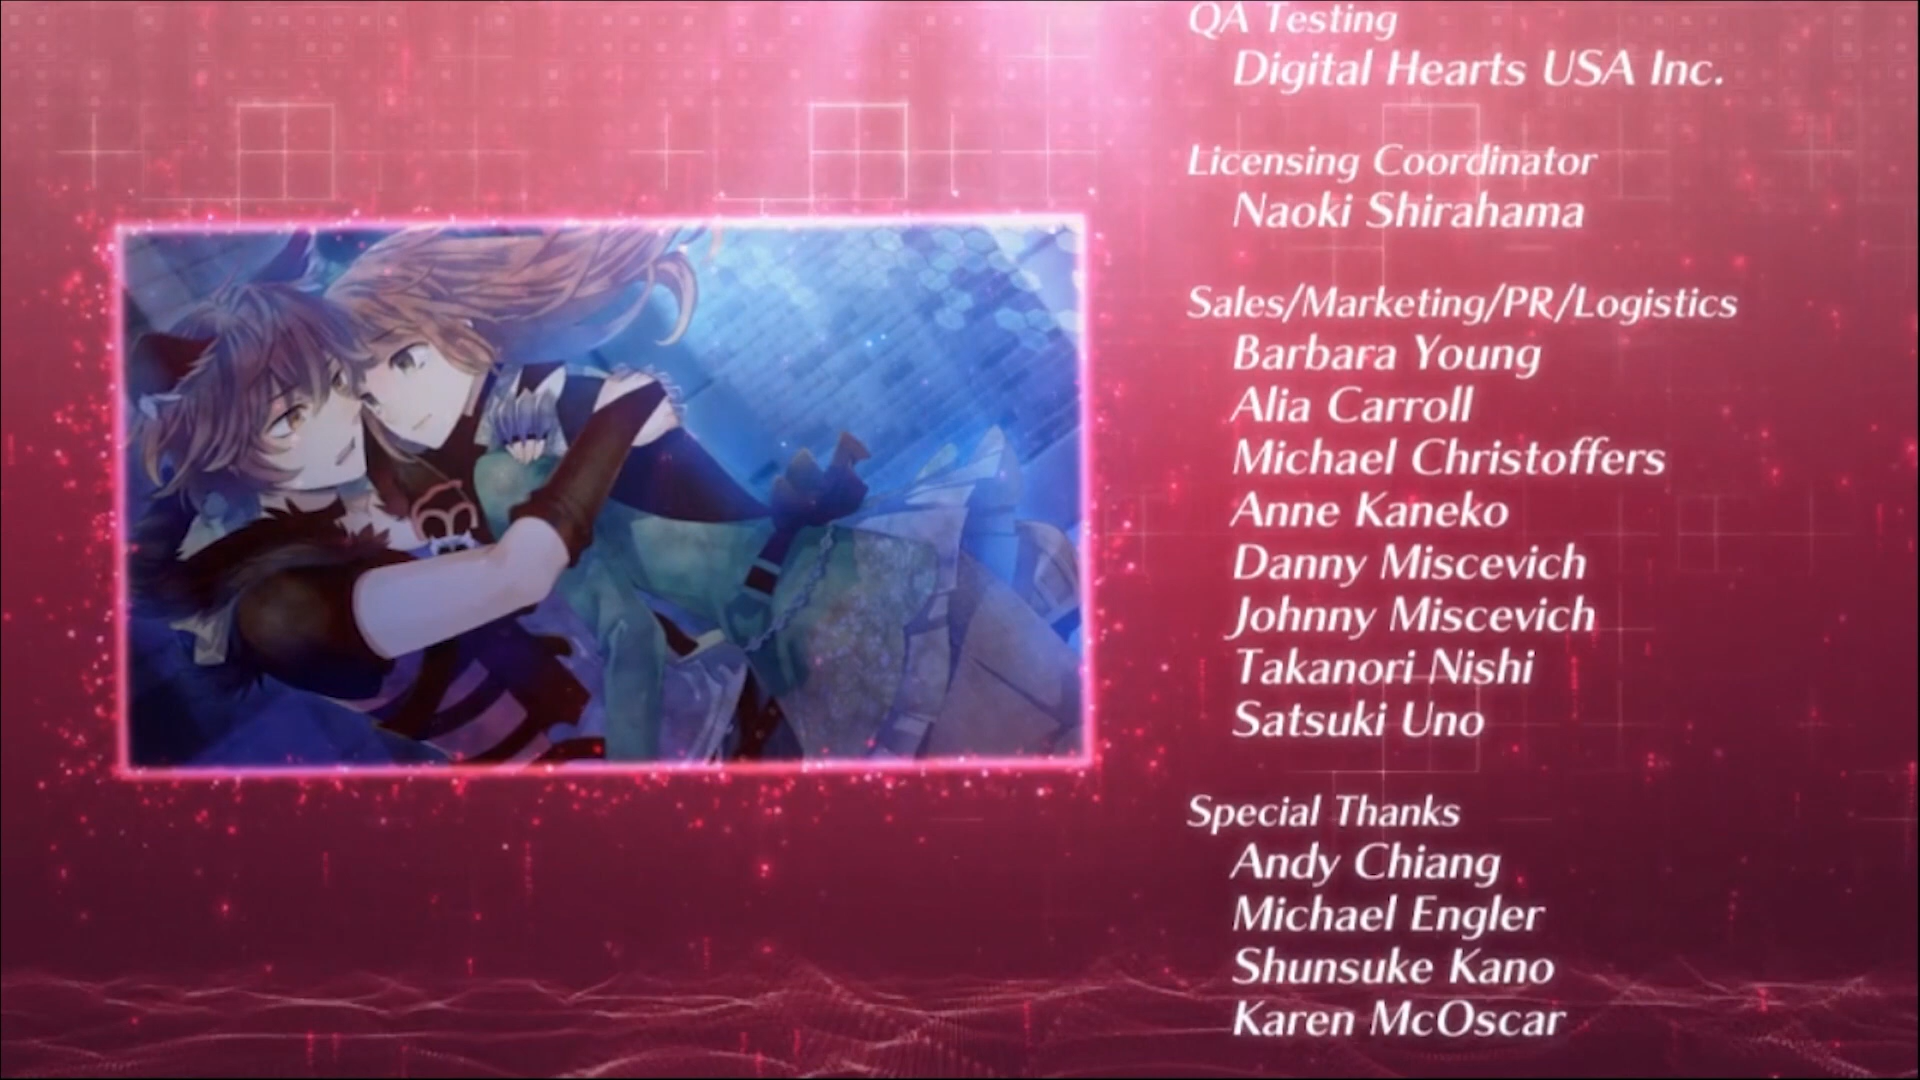 QA Testing
Digital Hearts USA Inc.
Licensing Coordinator
Naoki Shirahama
Sales/Marketing/PR/Logistics
Barbara Young
Alia Carroll
Michael Christoffers
Anne Kaneko
Danny Miscevich
Johnny Miscevich
Takanori Nishi
Satsuki Uno
Special Thanks
Andy Chiang
Michael Engler
Shunsuke Kano
Karen McOscar